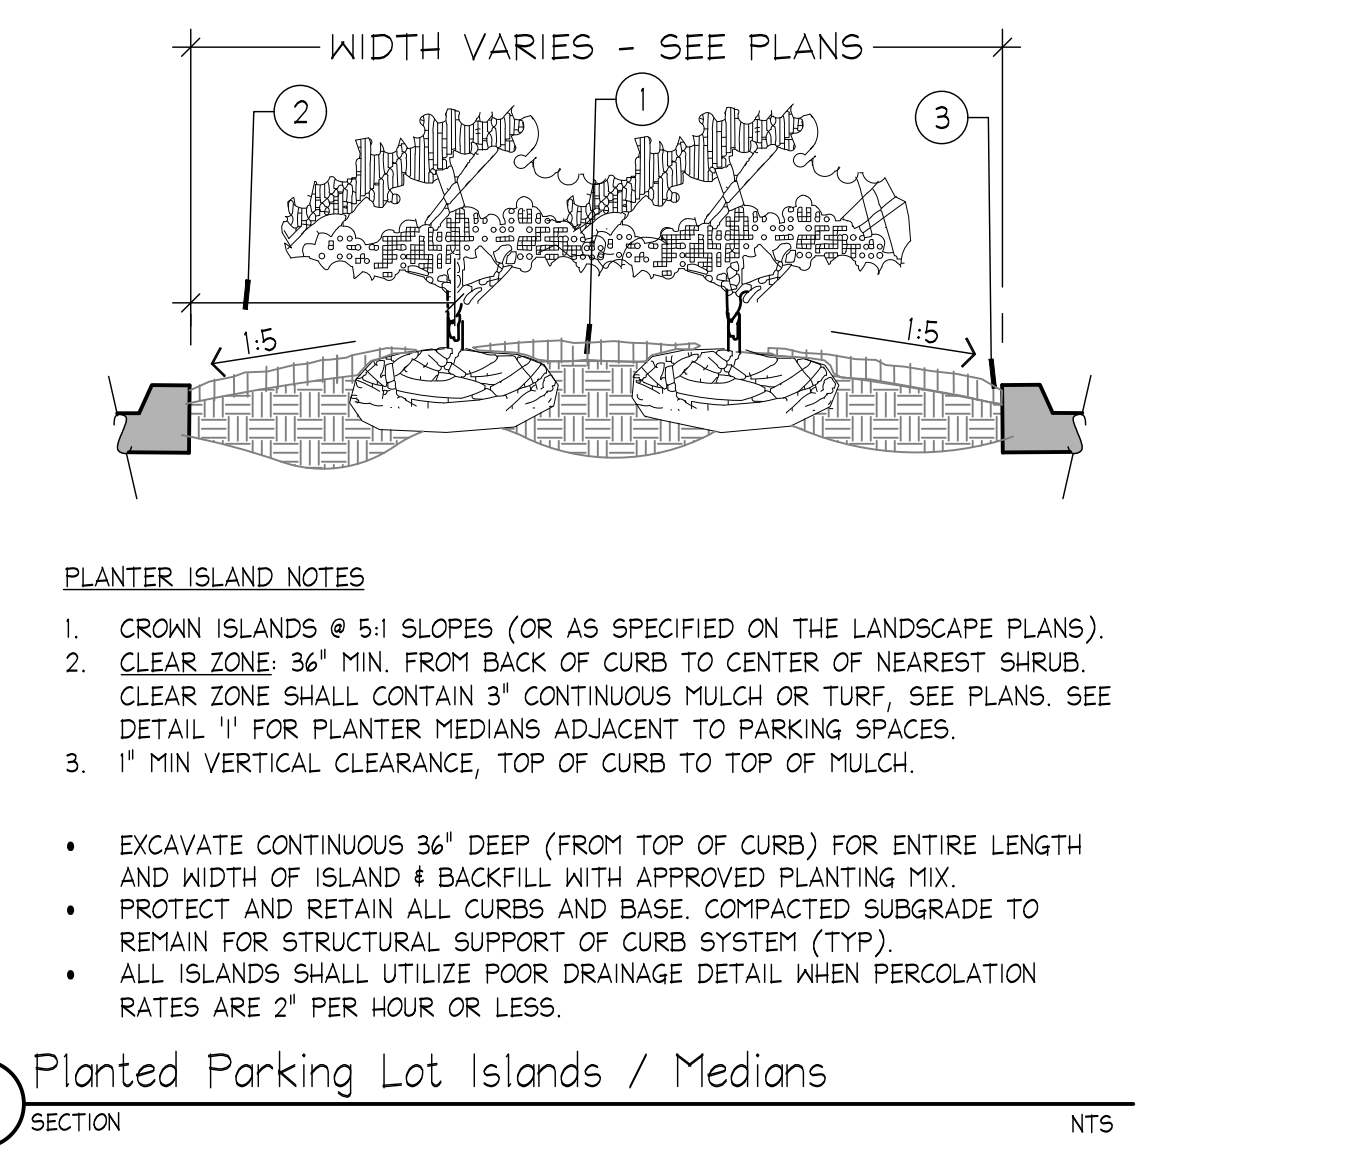 WIDTH VARIES - SEE PLANS
2
1
3
1:5
1:5
PLANTER ISLAND NOTES
1. CROWN ISLANDS @ 5:1 SLOPES (OR AS SPECIFIED ON THE LANDSCAPE PLANS).
2. CLEAR ZONE: 36" MIN. FROM BACK OF CURB TO CENTER OF NEAREST SHRUB.
CLEAR ZONE SHALL CONTAIN 3" CONTINUOUS MULCH OR TURF, SEE PLANS. SEE
DETAIL 'I' FOR PLANTER MEDIANS ADJACENT TO PARKING SPACES.
3. 1" MIN VERTICAL CLEARANCE, TOP OF CURB TO TOP OF MULCH.
• EXCAVATE CONTINUOUS 36" DEEP (FROM TOP OF CURB) FOR ENTIRE LENGTH
AND WIDTH OF ISLAND & BACKFILL WITH APPROVED PLANTING MIX.
• PROTECT AND RETAIN ALL CURBS AND BASE. COMPACTED SUBGRADE TO
REMAIN FOR STRUCTURAL SUPPORT OF CURB SYSTEM (TYP).
• ALL ISLANDS SHALL UTILIZE POOR DRAINAGE DETAIL WHEN PERCOLATION
RATES ARE 2" PER HOUR OR LESS.
Planted Parking Lot Islands / Medians
SECTION
NTS